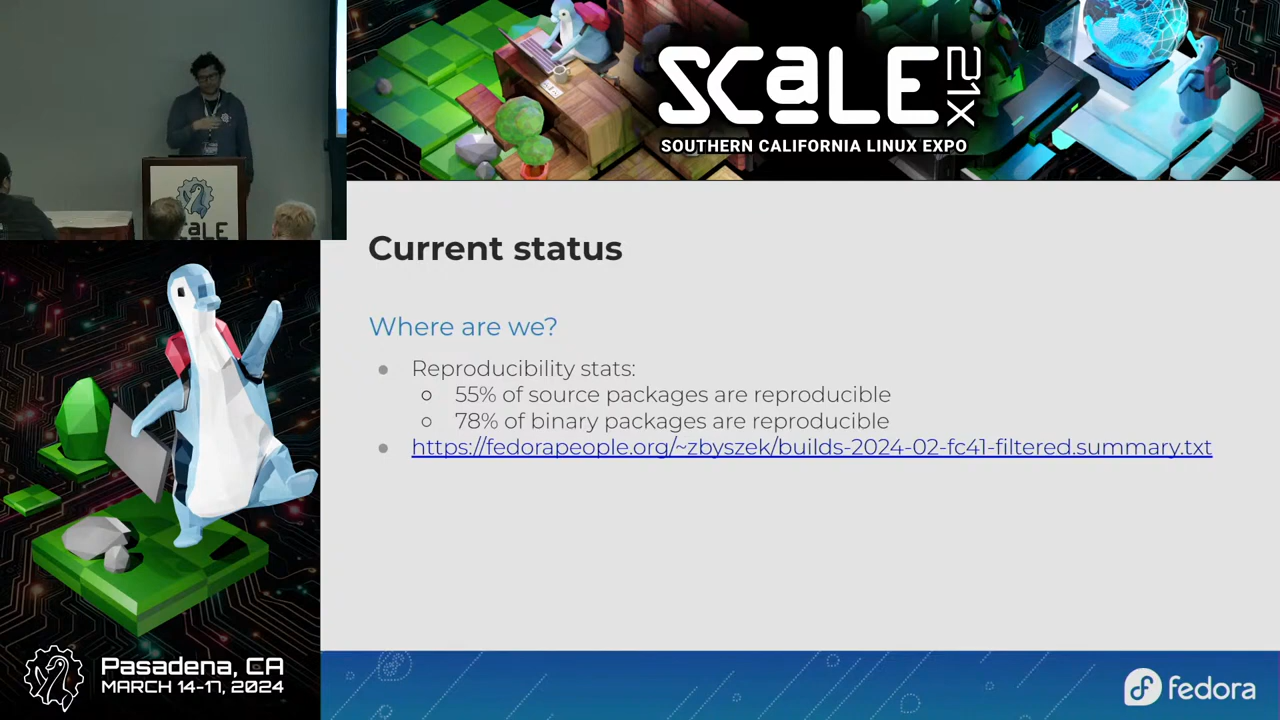 SCALE 21X
SOUTHERN CALIFORNIA LINUX EXPO
SCALE
Current status
Where are we?
Reproducibility stats:
55% of source packages are reproducible
78% of binary packages are reproducible
https://fedorapeople.org/~zbyszek/builds-2024-02-fc41-filtered.summary.txt
Pasadena, CA
MARCH 14-17, 2024
fedora